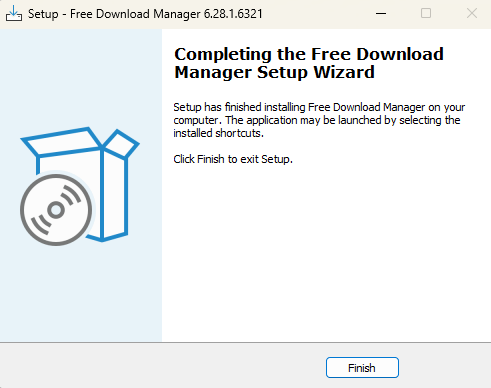 Setup - Free Download Manager 6.28.1.6321
Completing the Free Download
Manager Setup Wizard
Setup has finished installing Free Download Manager on your
computer. The application may be launched by selecting the
installed shortcuts.
Click Finish to exit Setup.
Finish